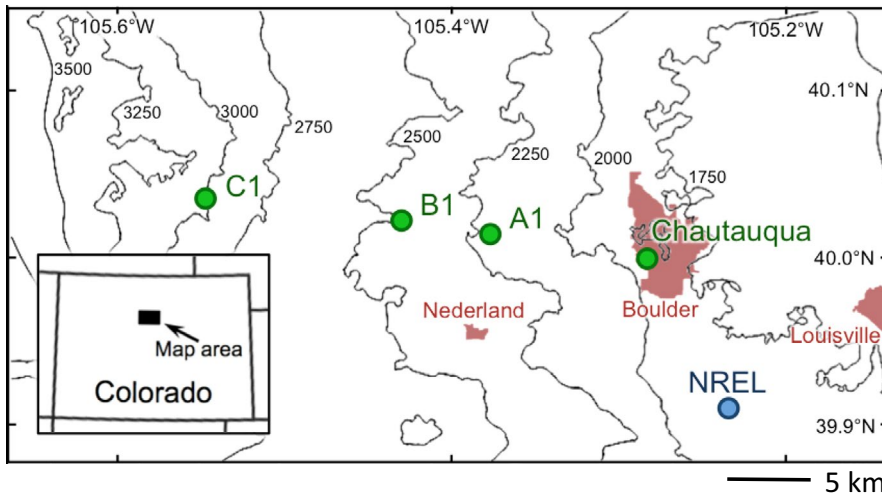 105.6°W
105.4°W
105.2°W
3500
3250
3000
2750
2500
2250
2000
1750
40.1°N
C1
B1
A1
Chautauqua
40.0°N
Nederland
Boulder
Louisville
Map area
Colorado
NREL
39.9°N
5 km